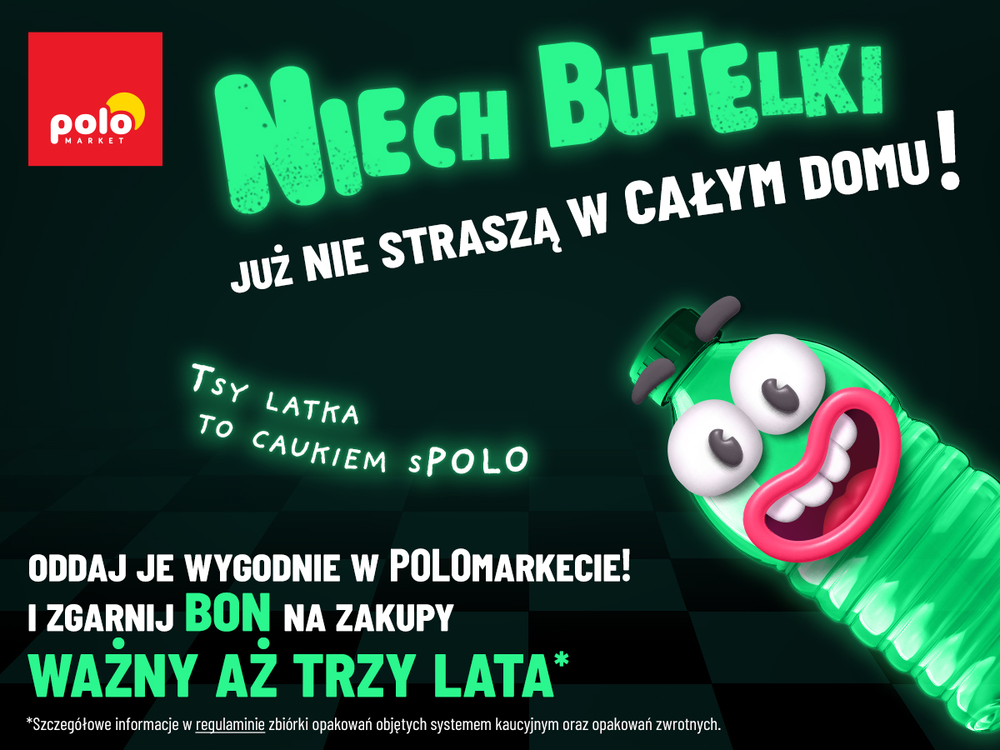 polo
MARKET
NIECH BUTELKI
JUŻ NIE STRASZĄ W CAŁYM DOMU!
TSY LATKA
TO CAUKIEM sPOLO
ODDAJ JE WYGODNIE W POLOMARKECIE!
I ZGARNIJ BON NA ZAKUPY
WAŻNY AŻ TRZY LATA*
*Szczegółowe informacje w regulaminie zbiórki opakowań objętych systemem kaucyjnym oraz opakowań zwrotnych.